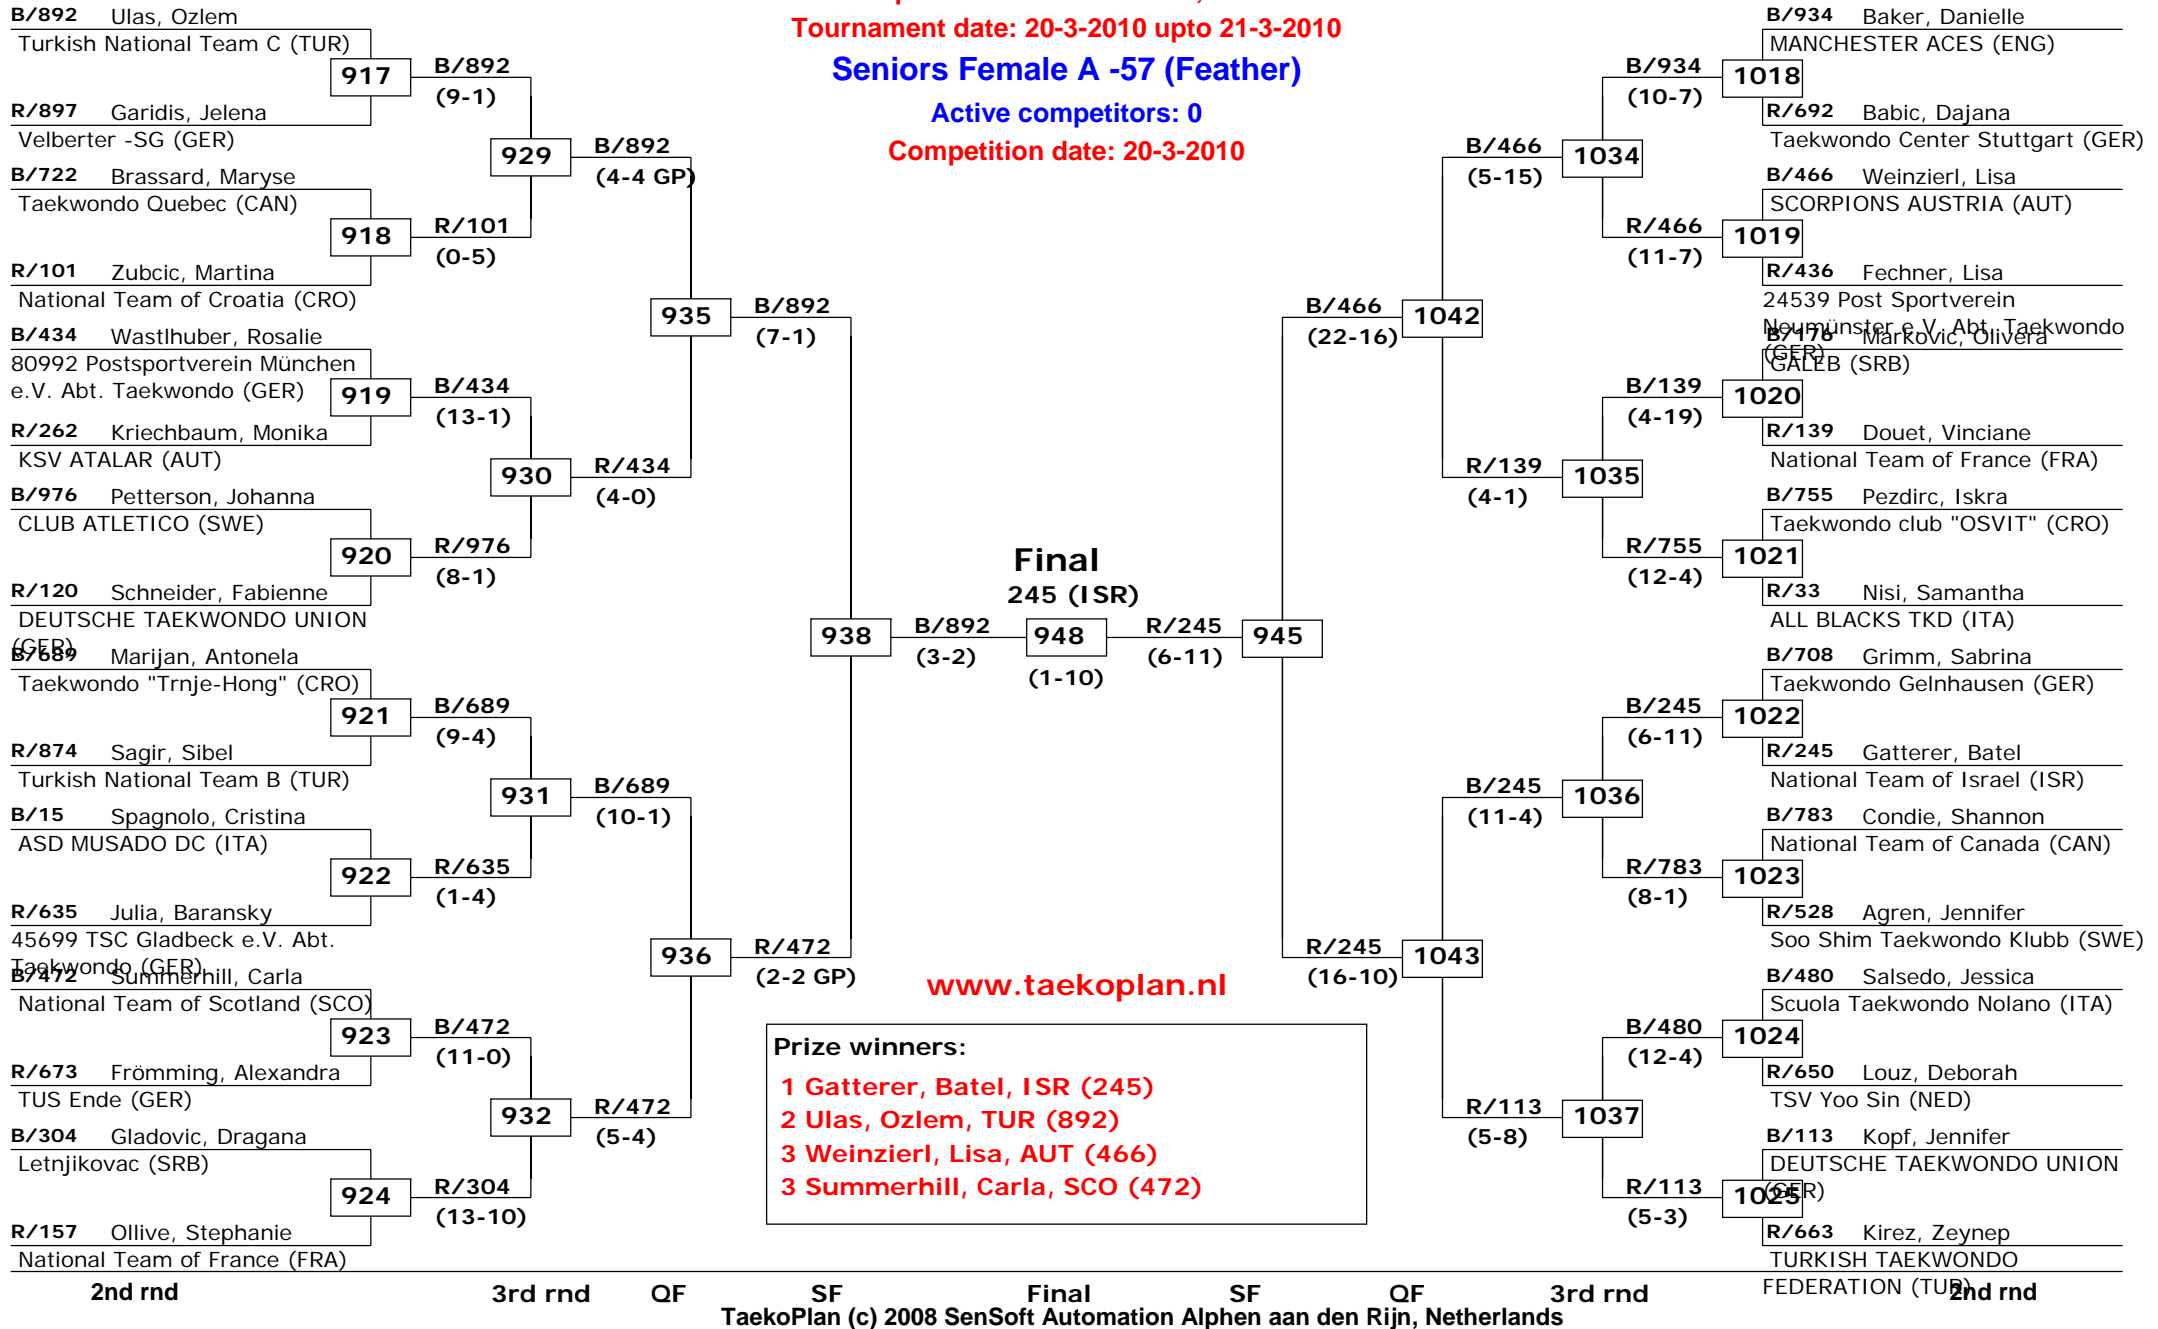 Tournament date: 20-3-2010 upto 21-3-2010
Seniors Female A -57 (Feather)
Active competitors: 0
Competition date: 20-3-2010
B/892 Ulas, Ozlem
Turkish National Team C (TUR)
917
R/897 Garidis, Jelena
Velberter -SG (GER)
B/722 Brassard, Maryse
Taekwondo Quebec (CAN)
918
R/101 Zubcic, Martina
National Team of Croatia (CRO)
B/434 Wastlhuber, Rosalie
80992 Postsportverein München
e.V. Abt. Taekwondo (GER)
919
R/262 Kriechbaum, Monika
KSV ATALAR (AUT)
B/976 Petterson, Johanna
CLUB ATLETICO (SWE)
920
R/120 Schneider, Fabienne
DEUTSCHE TAEKWONDO UNION
(GER)
B/689 Marijan, Antonela
Taekwondo "Trnje-Hong" (CRO)
921
R/874 Sagir, Sibel
Turkish National Team B (TUR)
B/15 Spagnolo, Cristina
ASD MUSADO DC (ITA)
922
R/635 Julia, Baransky
45699 TSC Gladbeck e.V. Abt.
Taekwondo (GER)
B/472 Summerhill, Carla
National Team of Scotland (SCO)
923
R/673 Frömming, Alexandra
TUS Ende (GER)
B/304 Gladovic, Dragana
Letnjikovac (SRB)
924
R/157 Ollive, Stephanie
National Team of France (FRA)
B/892
(9-1)
929
R/101
(0-5)
B/434
(13-1)
930
R/976
(8-1)
B/689
(9-4)
931
R/635
(1-4)
B/472
(11-0)
932
R/304
(13-10)
B/892
(4-4 GP)
935
R/434
(4-0)
B/689
(10-1)
936
R/472
(5-4)
B/892
(7-1)
938
R/472
(2-2 GP)
B/892
(3-2)
Final
245 (ISR)
948
(1-10)
R/245
(6-11)
945
B/466
(22-16)
R/245
(16-10)
1042
1043
B/466
(5-15)
R/139
(4-1)
B/245
(11-4)
R/113
(5-8)
1034
1035
1036
1037
B/934
(10-7)
R/466
(11-7)
B/139
(4-19)
R/755
(12-4)
B/245
(6-11)
R/783
(8-1)
B/480
(12-4)
R/113
(5-3)
B/934 Baker, Danielle
MANCHESTER ACES (ENG)
1018
R/692 Babic, Dajana
Taekwondo Center Stuttgart (GER)
B/466 Weinzierl, Lisa
SCORPIONS AUSTRIA (AUT)
1019
R/436 Fechner, Lisa
24539 Post Sportverein
Neumünster e.V. Abt. Taekwondo
(GER)
B/176 Markovic, Olivera
GALEB (SRB)
1020
R/139 Douet, Vinciane
National Team of France (FRA)
B/755 Pezdirc, Iskra
Taekwondo club "OSVIT" (CRO)
1021
R/33 Nisi, Samantha
ALL BLACKS TKD (ITA)
B/708 Grimm, Sabrina
Taekwondo Gelnhausen (GER)
1022
R/245 Gatterer, Batel
National Team of Israel (ISR)
B/783 Condie, Shannon
National Team of Canada (CAN)
1023
R/528 Agren, Jennifer
Soo Shim Taekwondo Klubb (SWE)
B/480 Salsedo, Jessica
Scuola Taekwondo Nolano (ITA)
1024
R/650 Louz, Deborah
TSV Yoo Sin (NED)
B/113 Kopf, Jennifer
DEUTSCHE TAEKWONDO UNION
(GER)
1025
R/663 Kirez, Zeynep
TURKISH TAEKWONDO
FEDERATION (TUR)
www.taekoplan.nl
Prize winners:
1 Gatterer, Batel, ISR (245)
2 Ulas, Ozlem, TUR (892)
3 Weinzierl, Lisa, AUT (466)
3 Summerhill, Carla, SCO (472)
2nd rnd 3rd rnd QF SF Final SF QF 3rd rnd 2nd rnd
TaekoPlan (c) 2008 SenSoft Automation Alphen aan den Rijn, Netherlands